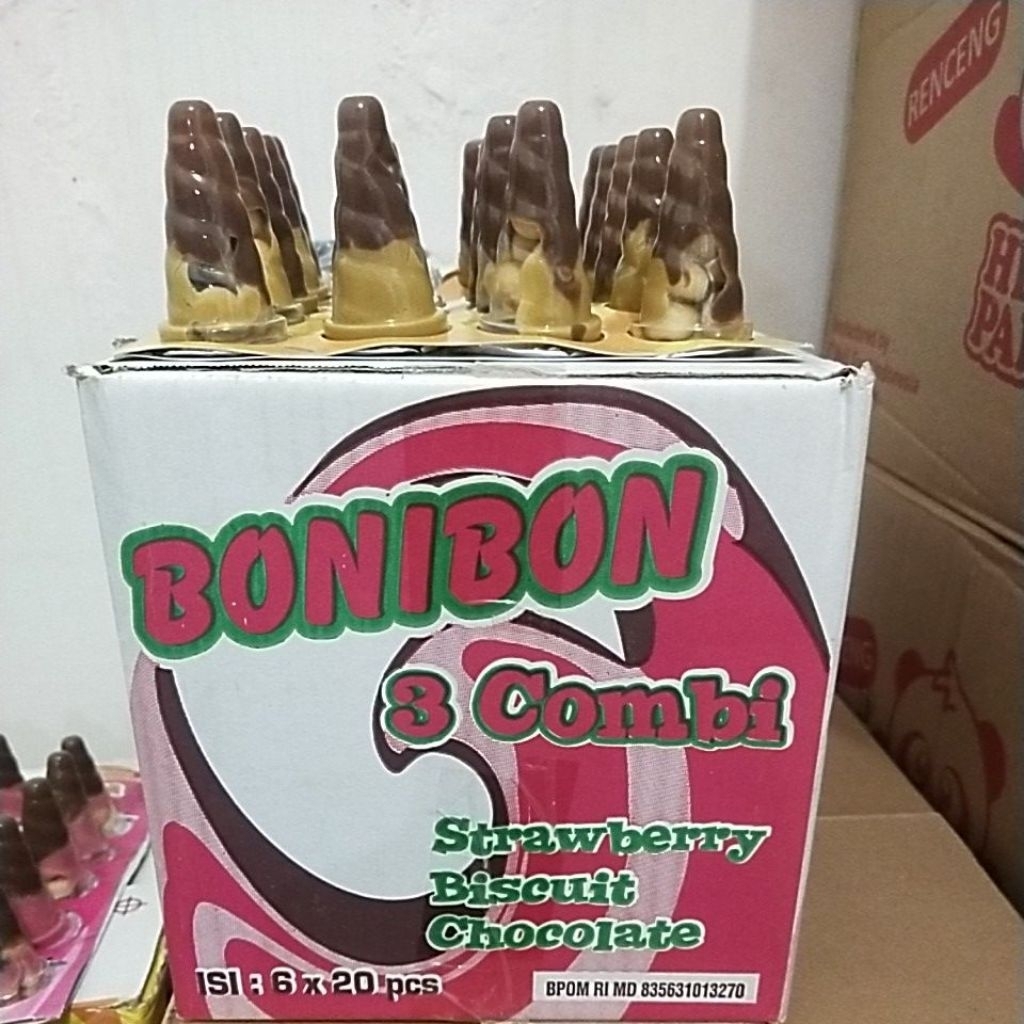 RENCENG
BONIBON
3 Combi
Strawberry
Biscuit
Chocolate
ISI : 6 x 20 pcs
BPOM RI MD 835631013270